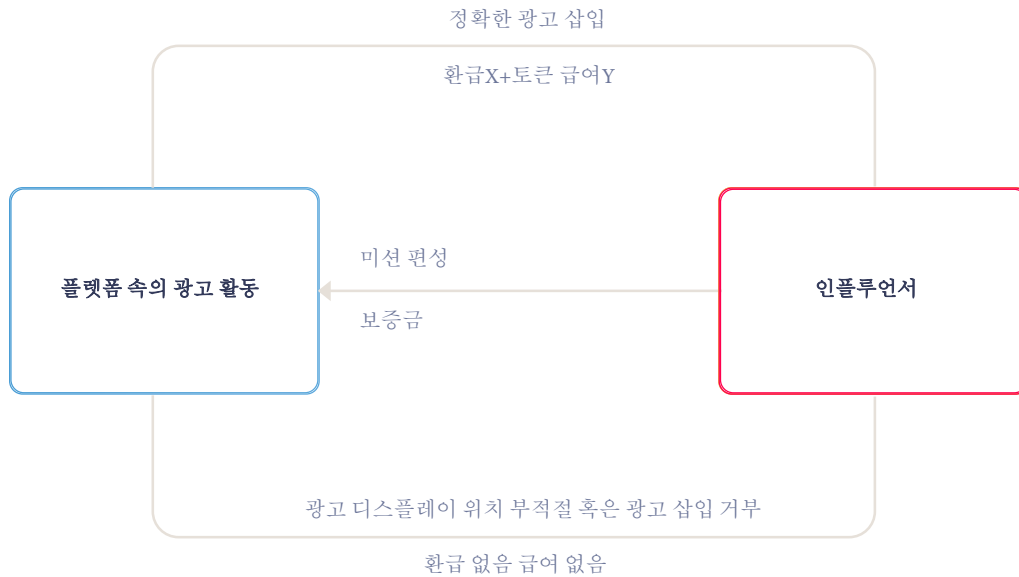 정확한 광고 삽입
환급X+토큰 급여Y
미션 편성
플렛폼 속의 광고 활동
인플루언서
보증금
광고 디스플레이 위치 부적절 혹은 광고 삽입 거부
환급 없음 급여 없음